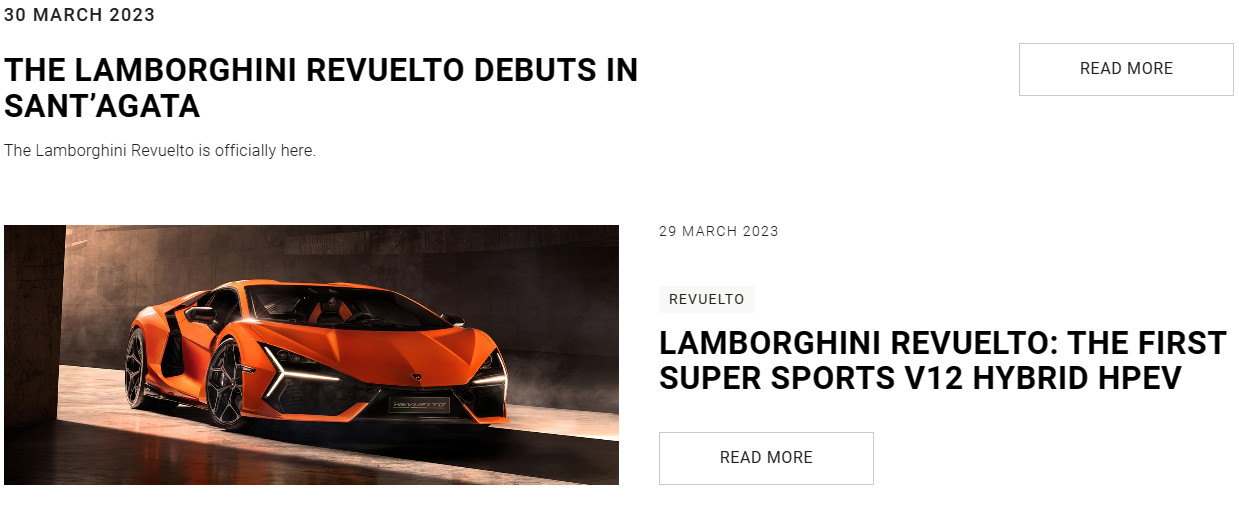 30 MARCH 2023
THE LAMBORGHINI REVUELTO DEBUTS IN
SANT’AGATA
The Lamborghini Revuelto is officially here.
READ MORE
29 MARCH 2023
REVUELTO
LAMBORGHINI REVUELTO: THE FIRST
SUPER SPORTS V12 HYBRID HPEV
READ MORE
REVUELTO